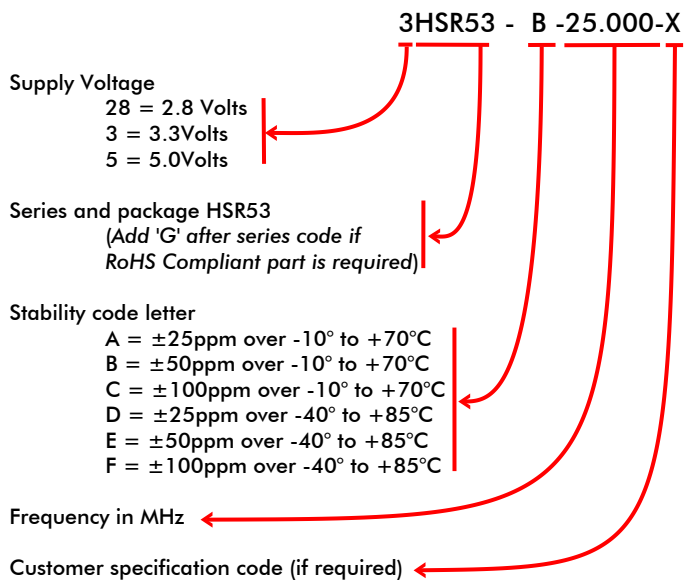 3HSR53 - B -25.000-X
Supply Voltage
28 = 2.8 Volts
3 = 3.3Volts
5 = 5.0Volts
Series and package HSR53
(Add 'G' after series code if
RoHS Compliant part is required)
Stability code letter
A = ±25ppm over -10° to +70°C
B = ±50ppm over -10° to +70°C
C = ±100ppm over -10° to +70°C
D = ±25ppm over -40° to +85°C
E = ±50ppm over -40° to +85°C
F = ±100ppm over -40° to +85°C
Frequency in MHz
Customer specification code (if required)